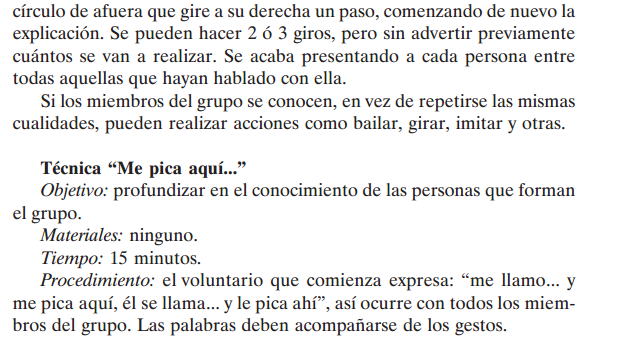 círculo de afuera que gire a su derecha un paso, comenzando de nuevo la
explicación. Se pueden hacer 2 ó 3 giros, pero sin advertir previamente
cuántos se van a realizar. Se acaba presentando a cada persona entre
todas aquellas que hayan hablado con ella.
Si los miembros del grupo se conocen, en vez de repetirse las mismas
cualidades, pueden realizar acciones como bailar, girar, imitar y otras.
Técnica “Me pica aquí...”
Objetivo: profundizar en el conocimiento de las personas que forman
el grupo.
Materiales: ninguno.
Tiempo: 15 minutos.
Procedimiento: el voluntario que comienza expresa: “me llamo... y
me pica aquí, él se llama... y le pica ahí”, así ocurre con todos los miem-
bros del grupo. Las palabras deben acompañarse de los gestos.